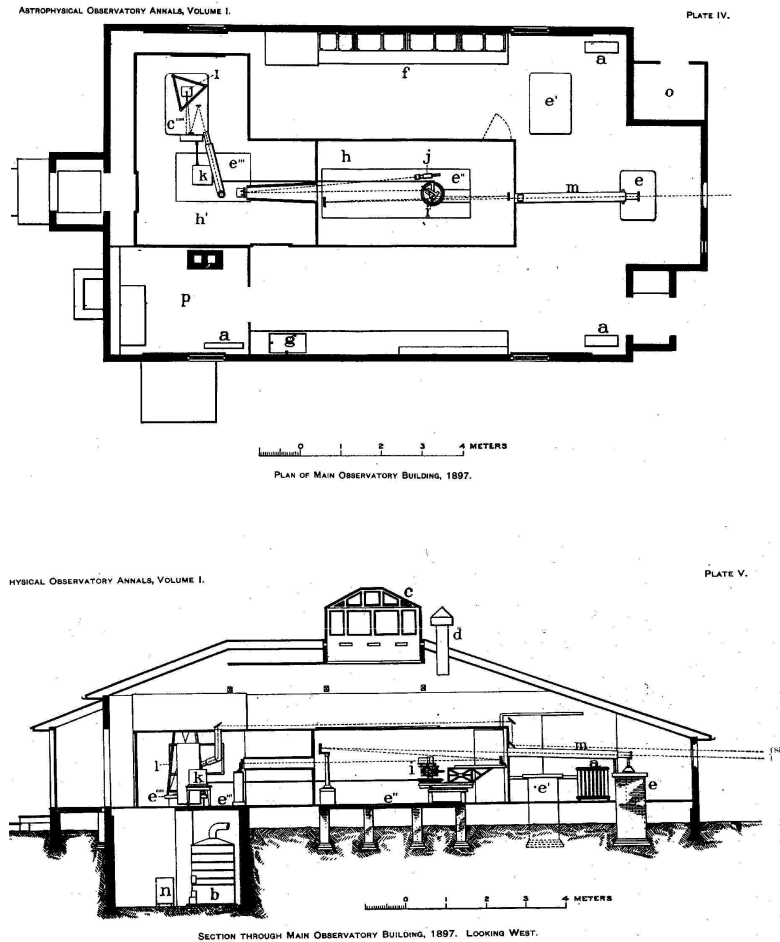 ASTROPHYSICAL OBSERVATORY ANNALS, VOLUME I.
PLATE IV.
a
f
e'
o
c''''
k
e'''
h
j
e''
m
e
h'
p
a
g
a
0 1 2 3 4 METERS
PLAN OF MAIN OBSERVATORY BUILDING, 1897.
HYSICAL OBSERVATORY ANNALS, VOLUME I.
PLATE V.
c
d
m
l
k
i
a
e
e''''
e'''
e''
e'
n
b
0 1 2 3 4 METERS
SECTION THROUGH MAIN OBSERVATORY BUILDING, 1897. LOOKING WEST.